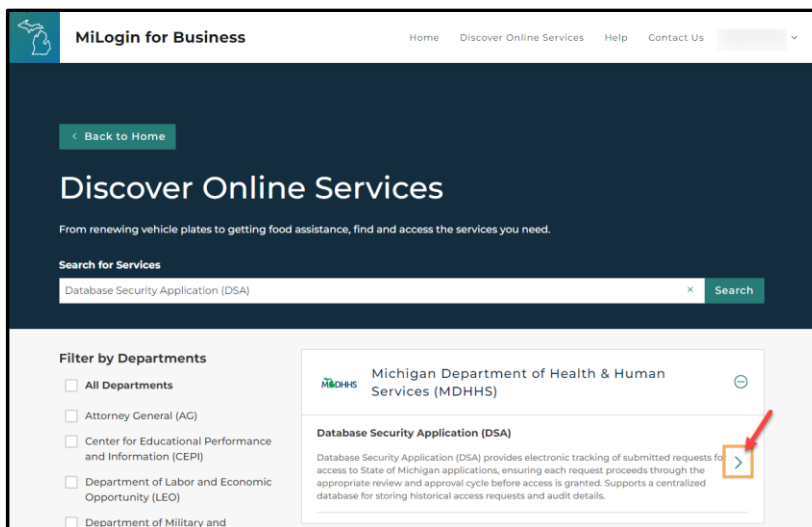 MiLogin for Business
Home Discover Online Services Help Contact Us
< Back to Home
Discover Online Services
From renewing vehicle plates to getting food assistance, find and access the services you need.
Search for Services
Database Security Application (DSA) × Search
Filter by Departments
All Departments
Attorney General (AG)
Center for Educational Performance
and Information (CEPI)
Department of Labor and Economic
Opportunity (LEO)
Department of Military and
MDHHS
Michigan Department of Health & Human
Services (MDHHS)
Database Security Application (DSA)
Database Security Application (DSA) provides electronic tracking of submitted requests for
access to State of Michigan applications, ensuring each request proceeds through the
appropriate review and approval cycle before access is granted. Supports a centralized
database for storing historical access requests and audit details.